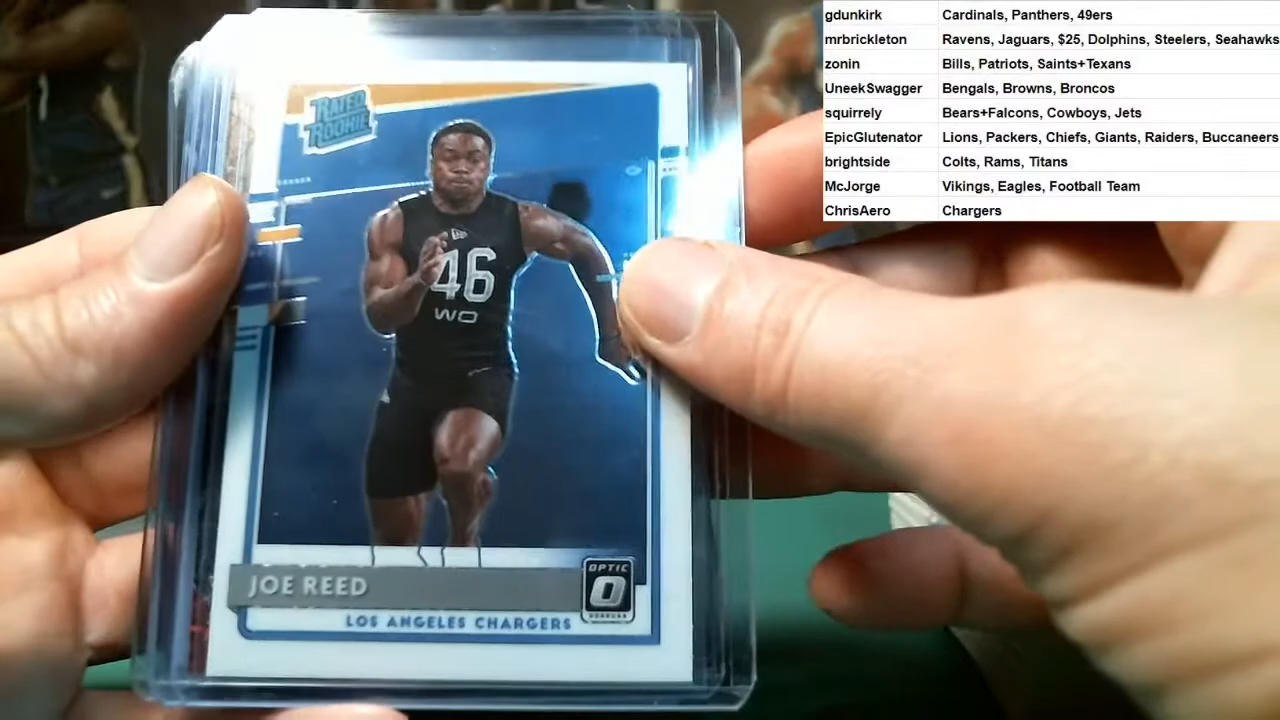 gdunkirk Cardinals, Panthers, 49ers
mrbrickleton Ravens, Jaguars, $25, Dolphins, Steelers, Seahawks
zonin Bills, Patriots, Saints+Texans
UneekSwagger Bengals, Browns, Broncos
squirrely Bears+Falcons, Cowboys, Jets
EpicGlutenator Lions, Packers, Chiefs, Giants, Raiders, Buccaneers
brightside Colts, Rams, Titans
McJorge Vikings, Eagles, Football Team
ChrisAero Chargers
RATED
ROOKIE
46
WO
JOE REED
OPTIC
DONRUSS
LOS ANGELES CHARGERS